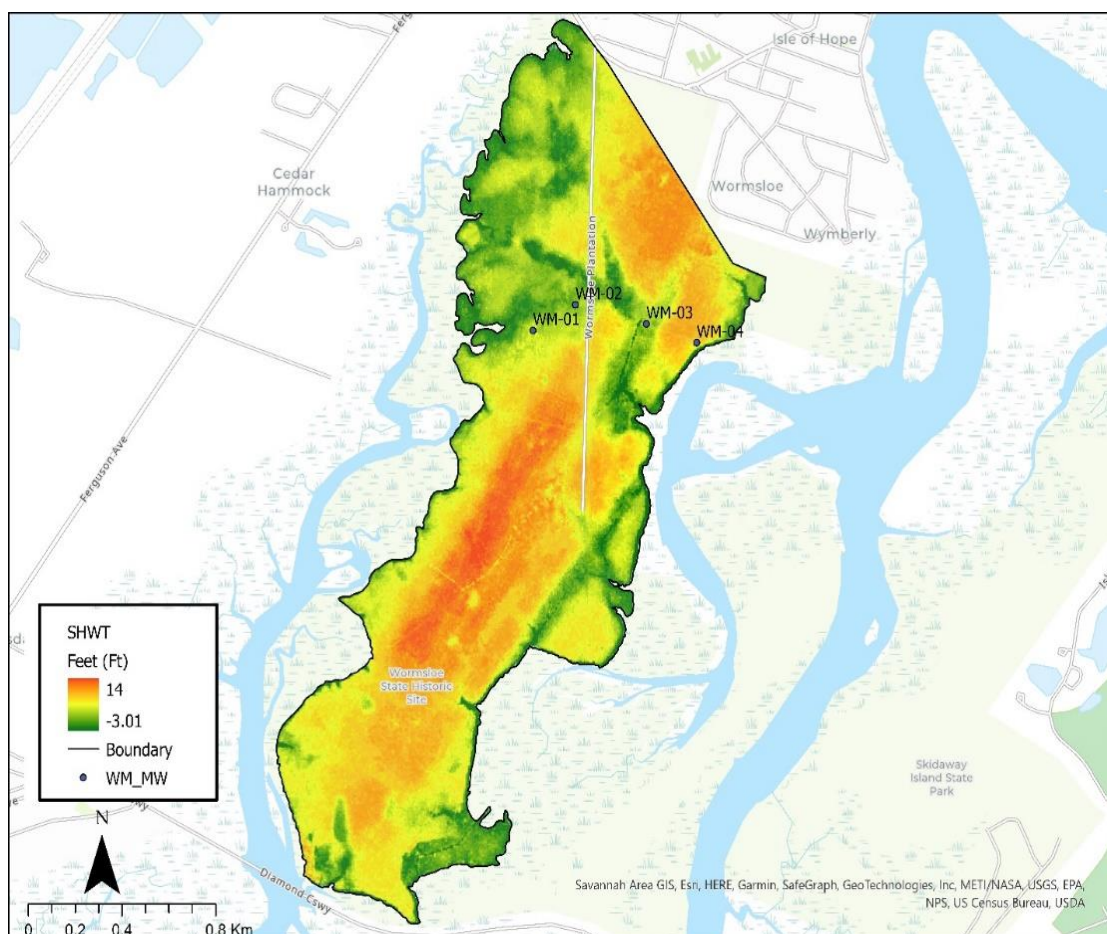 Isle of Hope
Cedar
Hammock
Wormsloe
Wymberly
Wormsloe Plantation
WM-02
WM-01
WM-03
WM-04
Ferguson Ave
SHWT
Feet (Ft)
14
-3.01
Boundary
WM_MW
Wormsloe
State Historic
Site
Skidaway
Island State
Park
N
Diamond Cswy
0 0.2 0.4 0.8 Km
Savannah Area GIS, Esri, HERE, Garmin, SafeGraph, GeoTechnologies, Inc, METI/NASA, USGS, EPA,
NPS, US Census Bureau, USDA